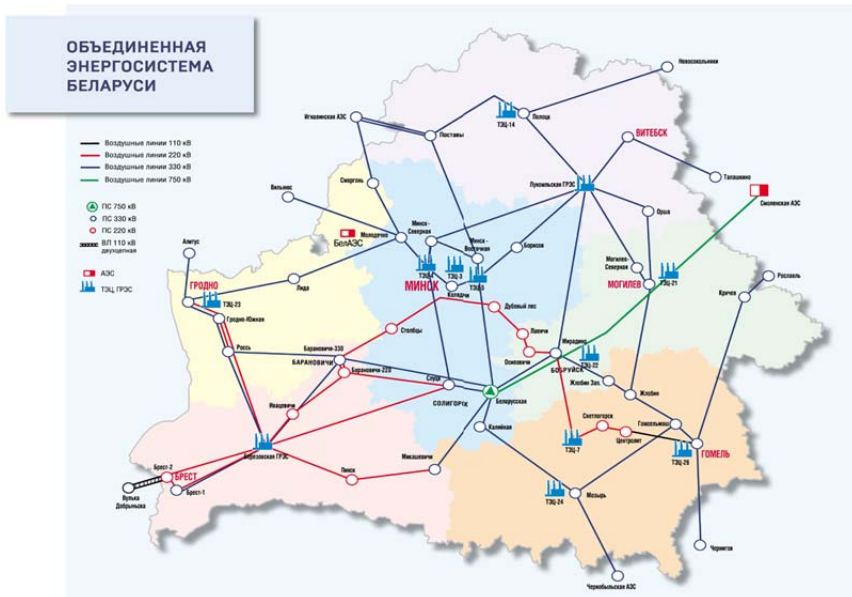 ОБЪЕДИНЕННАЯ
ЭНЕРГОСИСТЕМА
БЕЛАРУСИ
Воздушные линии 110 кВ
Воздушные линии 220 кВ
Воздушные линии 330 кВ
Воздушные линии 750 кВ
ПС 750 кВ
ПС 330 кВ
ПС 220 кВ
ВЛ 110 кВ
двухцепная
АЭС
ТЭЦ, ГРЭС
Новосокольники
Игналинская АЭС
ТЭЦ-14
Полоцк
Поставы
ВИТЕБСК
Талашкино
Сморгонь
Лукомльская ГРЭС
Смоленская АЭС
Вильнюс
Орша
Минск-
Северная
Молодечно
БелАЭС
Минск-
Восточная
Борисов
Алитус
Могилев-
Северная
ТЭЦ-3
ТЭЦ-5
Колядичи
МИНСК
МОГИЛЕВ
ТЭЦ-21
Рославль
Кричев
ГРОДНО
ТЭЦ-23
Лида
Гродно-Южная
Дубовый лес
Столбцы
Россь
Барановичи-330
БАРАНОВИЧИ
Барановичи-220
Осиповичи
Мирадино
БОБРУЙСК
ТЭЦ-22
Жлобин Зап.
Жлобин
Слуцк
СОЛИГОРСК
Белорусская
Ивацевичи
Калийная
Светлогорск
Центролит
ТЭЦ-7
ГОМЕЛЬ
ТЭЦ-26
Березовская ГРЭС
Микашевичи
Пинск
Брест-2
БРЕСТ
Брест-1
Вулька
Добрыньска
ТЭЦ-24
Мозырь
Чернигов
Чернобыльская АЭС